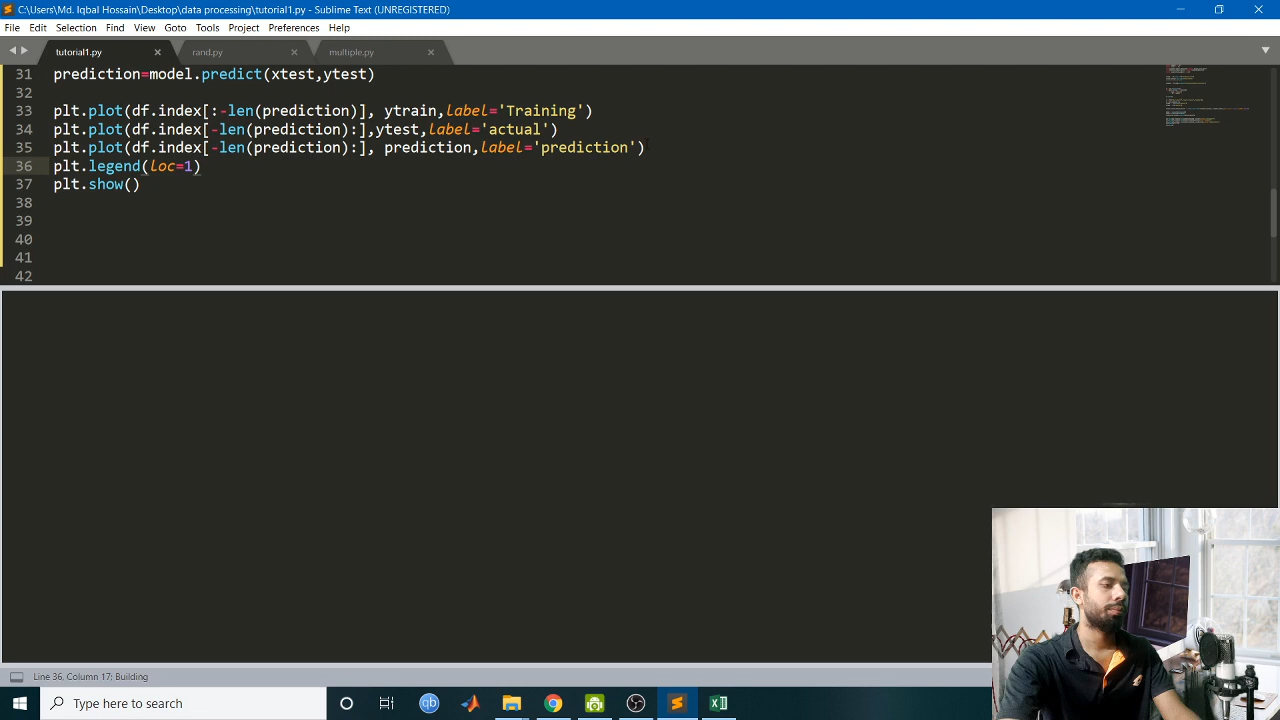 C:\Users\Md. Iqbal Hossain\Desktop\data processing\tutorial1.py - Sublime Text (UNREGISTERED)
File Edit Selection Find View Goto Tools Project Preferences Help
tutorial1.py rand.py multiple.py
31 prediction=model.predict(xtest,ytest)
32
33 plt.plot(df.index[:-len(prediction)], ytrain,label='Training')
34 plt.plot(df.index[-len(prediction):],ytest,label='actual')
35 plt.plot(df.index[-len(prediction):], prediction,label='prediction')
36 plt.legend(loc=1)
37 plt.show()
38
39
40
41
42
Line 36, Column 17; Building
Type here to search